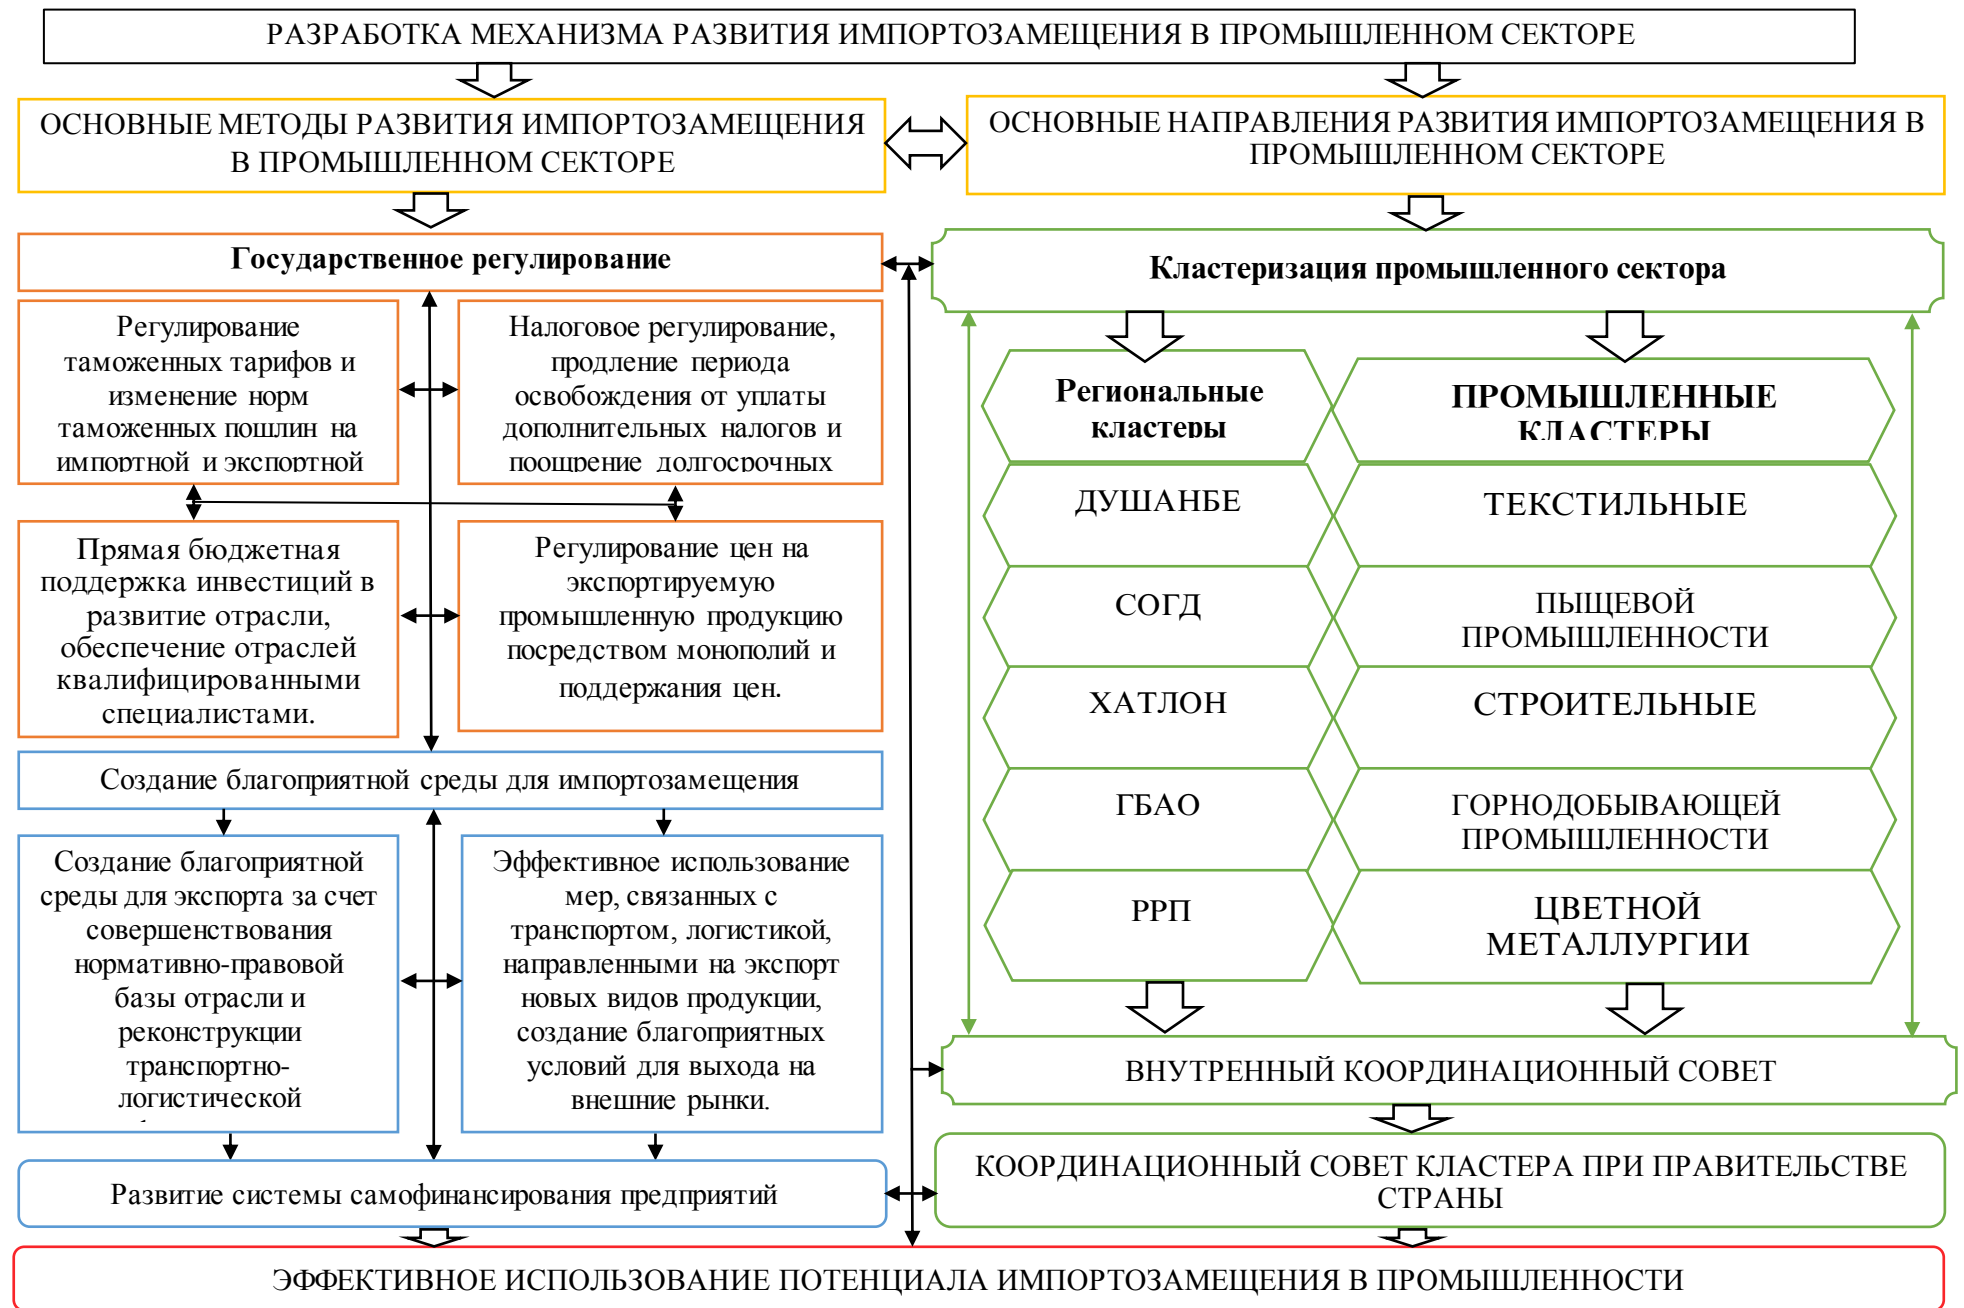 РАЗРАБОТКА МЕХАНИЗМА РАЗВИТИЯ ИМПОРТОЗАМЕЩЕНИЯ В ПРОМЫШЛЕННОМ СЕКТОРЕ
ОСНОВНЫЕ МЕТОДЫ РАЗВИТИЯ ИМПОРТОЗАМЕЩЕНИЯ
В ПРОМЫШЛЕННОМ СЕКТОРЕ
ОСНОВНЫЕ НАПРАВЛЕНИЯ РАЗВИТИЯ ИМПОРТОЗАМЕЩЕНИЯ В
ПРОМЫШЛЕННОМ СЕКТОРЕ
Государственное регулирование
Регулирование
таможенных тарифов и
изменение норм
таможенных пошлин на
импортной и экспортной
Налоговое регулирование,
продление периода
освобождения от уплаты
дополнительных налогов и
поощрение долгосрочных
Прямая бюджетная
поддержка инвестиций в
развитие отрасли,
обеспечение отраслей
квалифицированными
специалистами.
Регулирование цен на
экспортируемую
промышленную продукцию
посредством монополий и
поддержания цен.
Создание благоприятной среды для импортозамещения
Создание благоприятной
среды для экспорта за счет
совершенствования
нормативно-правовой
базы отрасли и
реконструкции
транспортно-
логистической
Эффективное использование
мер, связанных с
транспортом, логистикой,
направленными на экспорт
новых видов продукции,
создание благоприятных
условий для выхода на
внешние рынки.
Развитие системы самофинансирования предприятий
Кластеризация промышленного сектора
Региональные
кластеры
ДУШАНБЕ
СОГД
ХАТЛОН
ГБАО
РРП
ПРОМЫШЛЕННЫЕ
КЛАСТЕРЫ
ТЕКСТИЛЬНЫЕ
ПЫЩЕВОЙ
ПРОМЫШЛЕННОСТИ
СТРОИТЕЛЬНЫЕ
ГОРНОДОБЫВАЮЩЕЙ
ПРОМЫШЛЕННОСТИ
ЦВЕТНОЙ
МЕТАЛЛУРГИИ
ВНУТРЕННЫЙ КООРДИНАЦИОННЫЙ СОВЕТ
КООРДИНАЦИОННЫЙ СОВЕТ КЛАСТЕРА ПРИ ПРАВИТЕЛЬСТВЕ
СТРАНЫ
ЭФФЕКТИВНОЕ ИСПОЛЬЗОВАНИЕ ПОТЕНЦИАЛА ИМПОРТОЗАМЕЩЕНИЯ В ПРОМЫШЛЕННОСТИ